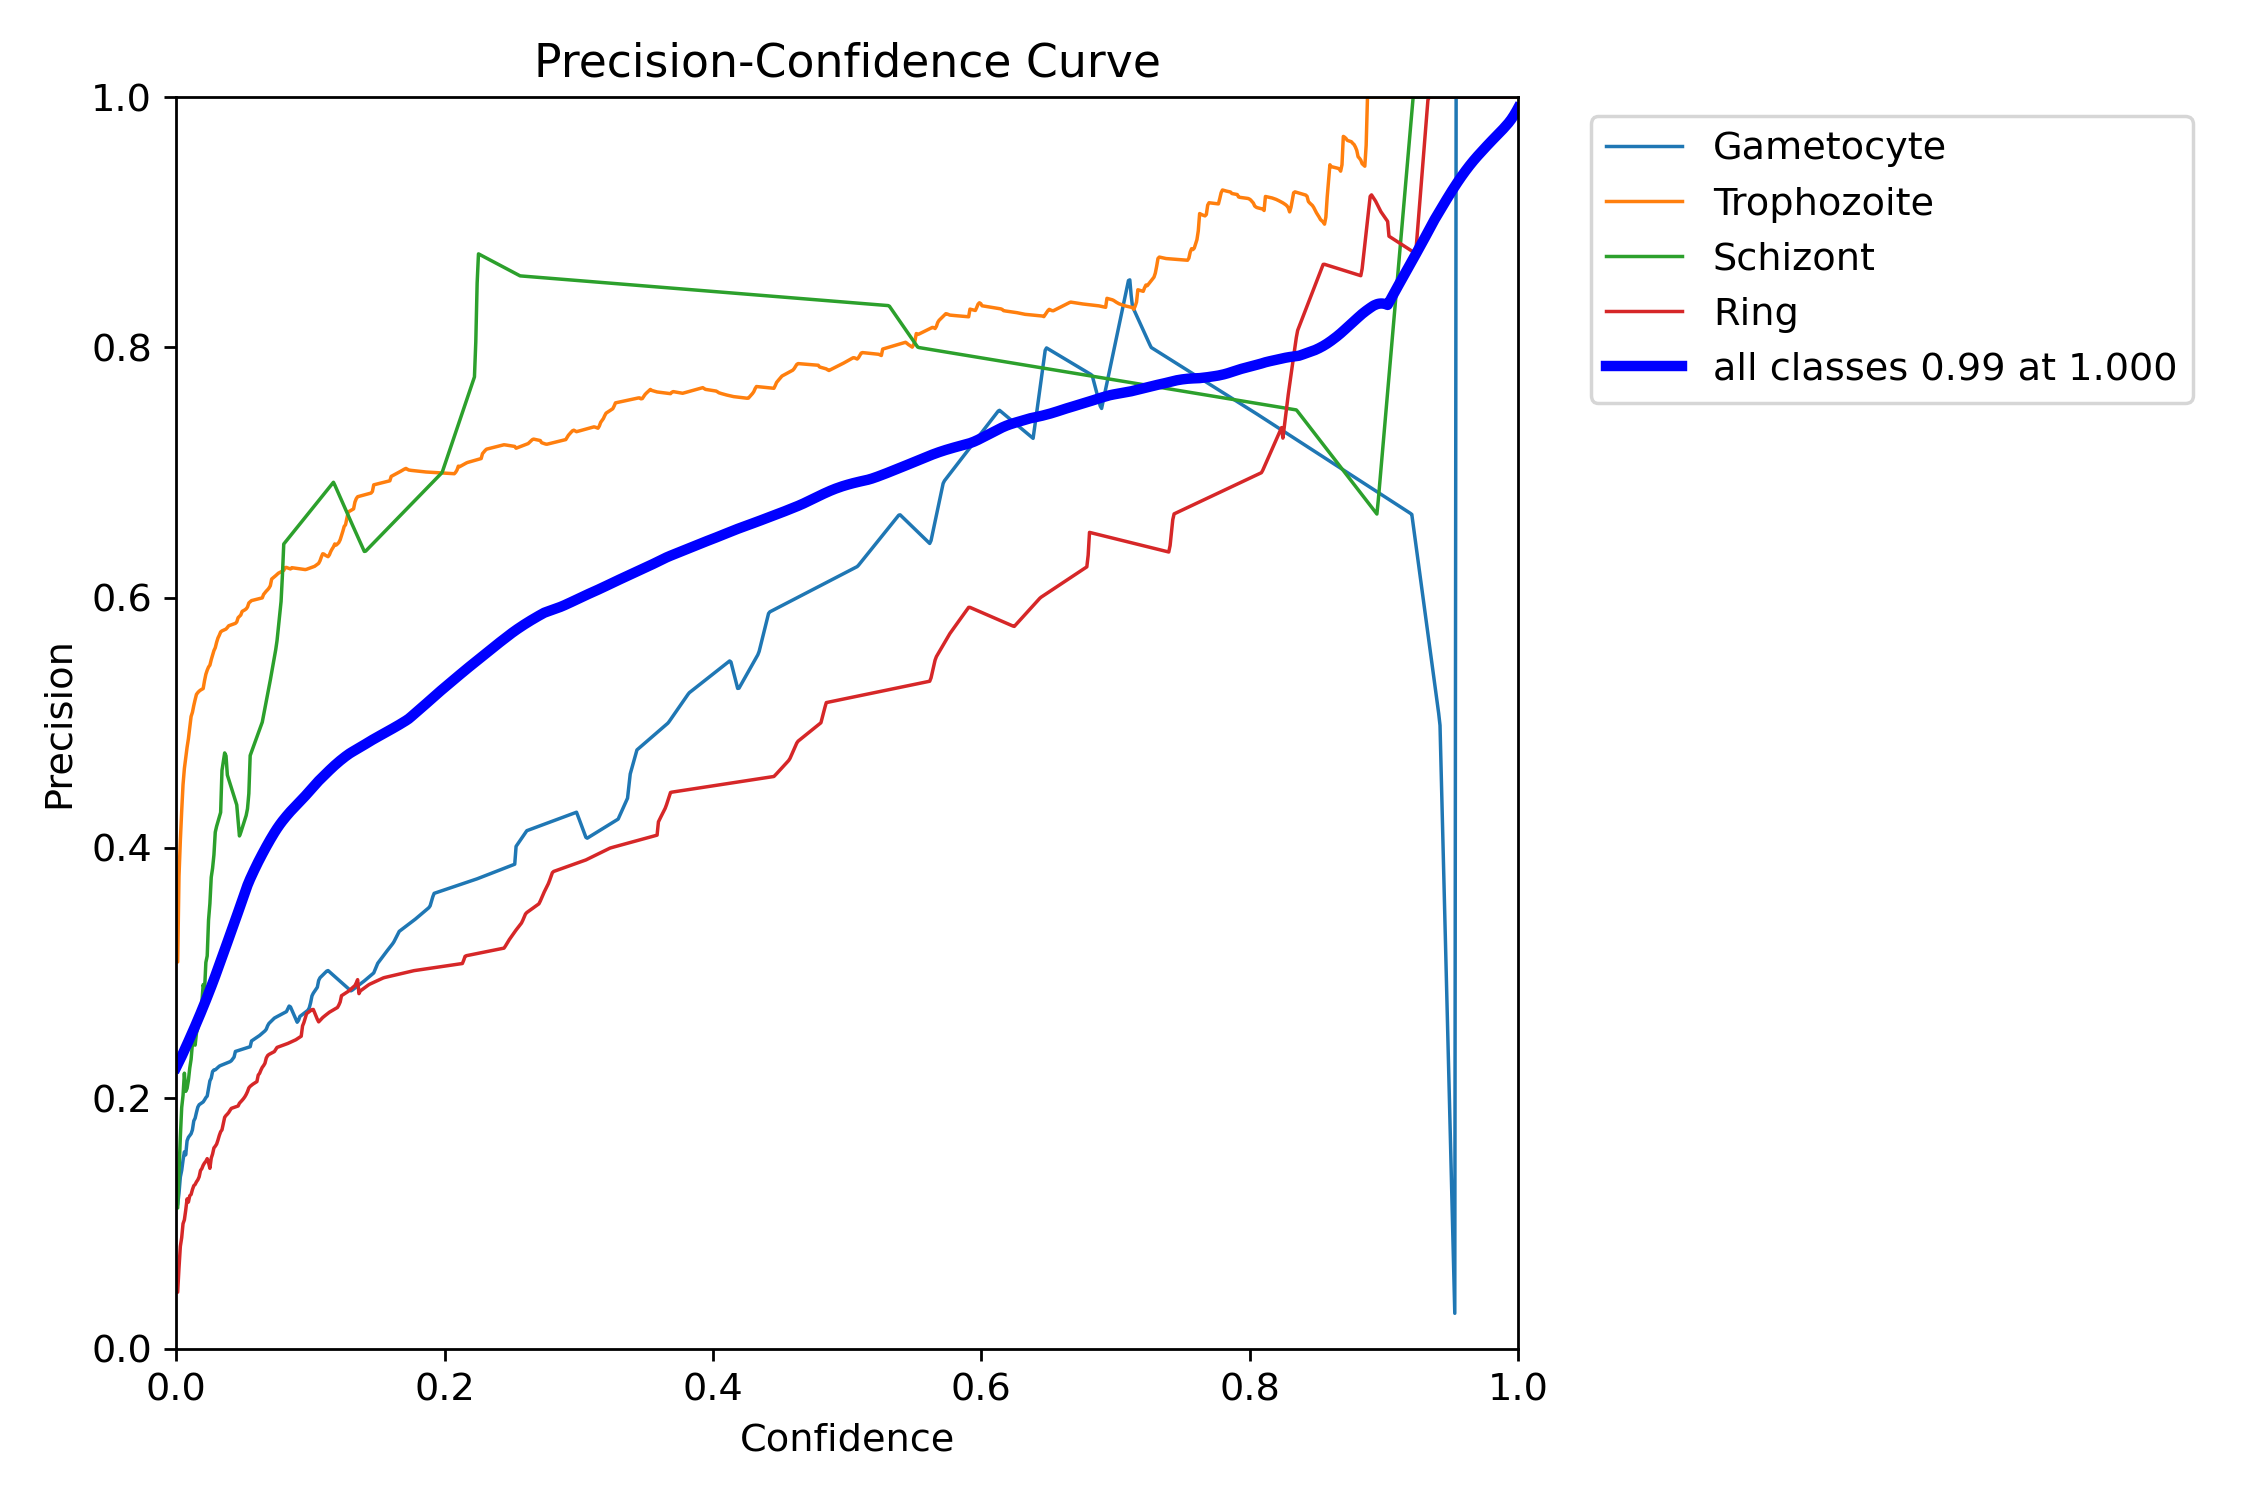 Precision-Confidence Curve
1.0
0.8
0.6
0.4
0.2
0.0
Precision
0.0 0.2 0.4 0.6 0.8 1.0
Confidence
Gametocyte
Trophozoite
Schizont
Ring
all classes 0.99 at 1.000